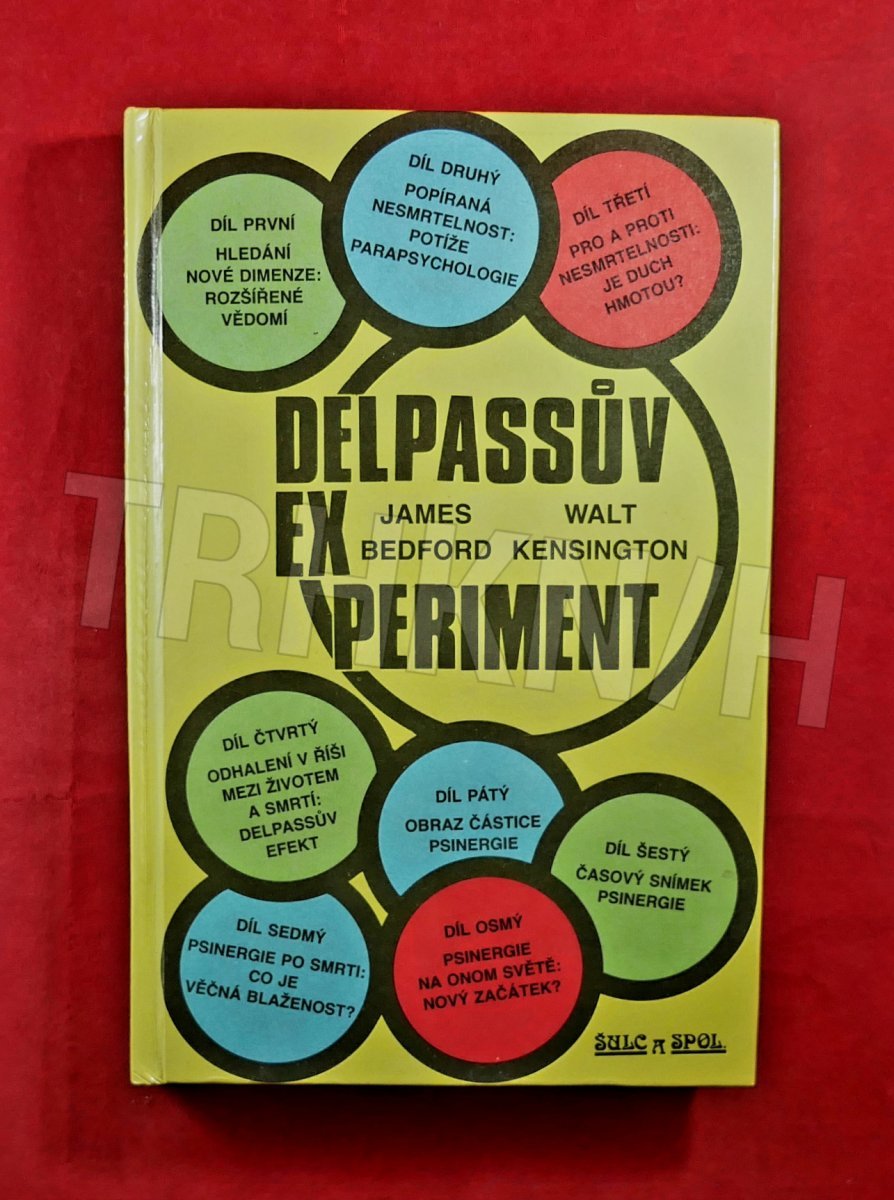 DÍL PRVNÍ
HLEDÁNÍ
NOVÉ DIMENZE:
ROZŠÍŘENÉ
VĚDOMÍ
DÍL DRUHÝ
POPÍRANÁ
NESMRTELNOST:
POTÍŽE
PARAPSYCHOLOGIE
DÍL TŘETÍ
PRO A PROTI
NESMRTELNOSTI:
JE DUCH
HMOTOU?
DELPASSŮV
EX
JAMES WALT
BEDFORD KENSINGTON
PERIMENT
TRHKNIH
DÍL ČTVRTÝ
ODHALENÍ V ŘÍŠI
MEZI ŽIVOTEM
A SMRTÍ:
DELPASSŮV
EFEKT
DÍL PÁTÝ
OBRAZ ČÁSTICE
PSINERGIE
DÍL ŠESTÝ
ČASOVÝ SNÍMEK
PSINERGIE
DÍL SEDMÝ
PSINERGIE PO SMRTI:
CO JE
VĚČNÁ BLAŽENOST?
DÍL OSMÝ
PSINERGIE
NA ONOM SVĚTĚ:
NOVÝ ZAČÁTEK?
ŠULC A SPOL.